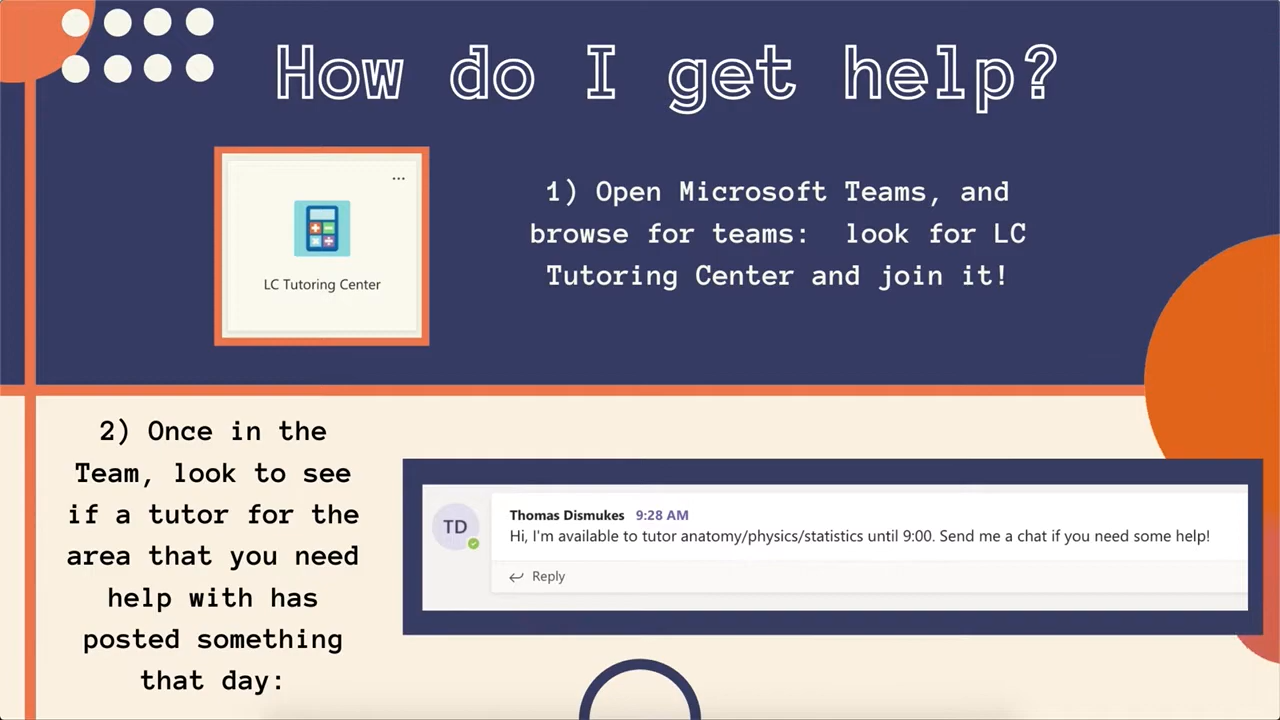 How do I get help?
...
LC Tutoring Center
1) Open Microsoft Teams, and
browse for teams:  look for LC
Tutoring Center and join it!
2) Once in the
Team, look to see
if a tutor for the
area that you need
help with has
posted something
that day:
TD
Thomas Dismukes 9:28 AM
Hi, I'm available to tutor anatomy/physics/statistics until 9:00. Send me a chat if you need some help!
Reply